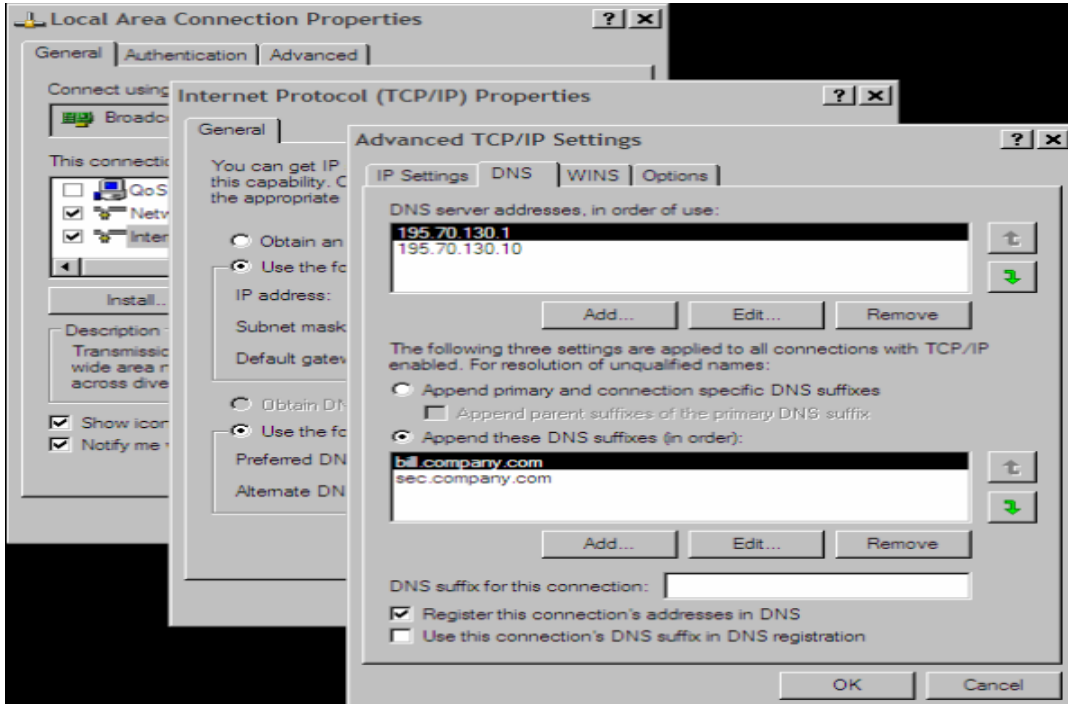 Local Area Connection Properties
General Authentication Advanced
Connect using
Broadc
This connectic
QoS
Netw
Inter
Install..
Description
Transmissic
wide area n
across dive
Show icor
Notify me
Internet Protocol (TCP/IP) Properties
General
You can get IP
this capability. C
the appropriate
Obtain an
Use the fo
IP address:
Subnet mask
Default gatew
Obtain DN
Use the fo
Preferred DN
Alternate DN
Advanced TCP/IP Settings
IP Settings DNS WINS Options
DNS server addresses, in order of use:
195.70.130.1
195.70.130.10
Add... Edit... Remove
The following three settings are applied to all connections with TCP/IP
enabled. For resolution of unqualified names:
Append primary and connection specific DNS suffixes
Append parent suffixes of the primary DNS suffix
Append these DNS suffixes (in order):
bill.company.com
sec.company.com
Add... Edit... Remove
DNS suffix for this connection:
Register this connection's addresses in DNS
Use this connection's DNS suffix in DNS registration
OK Cancel